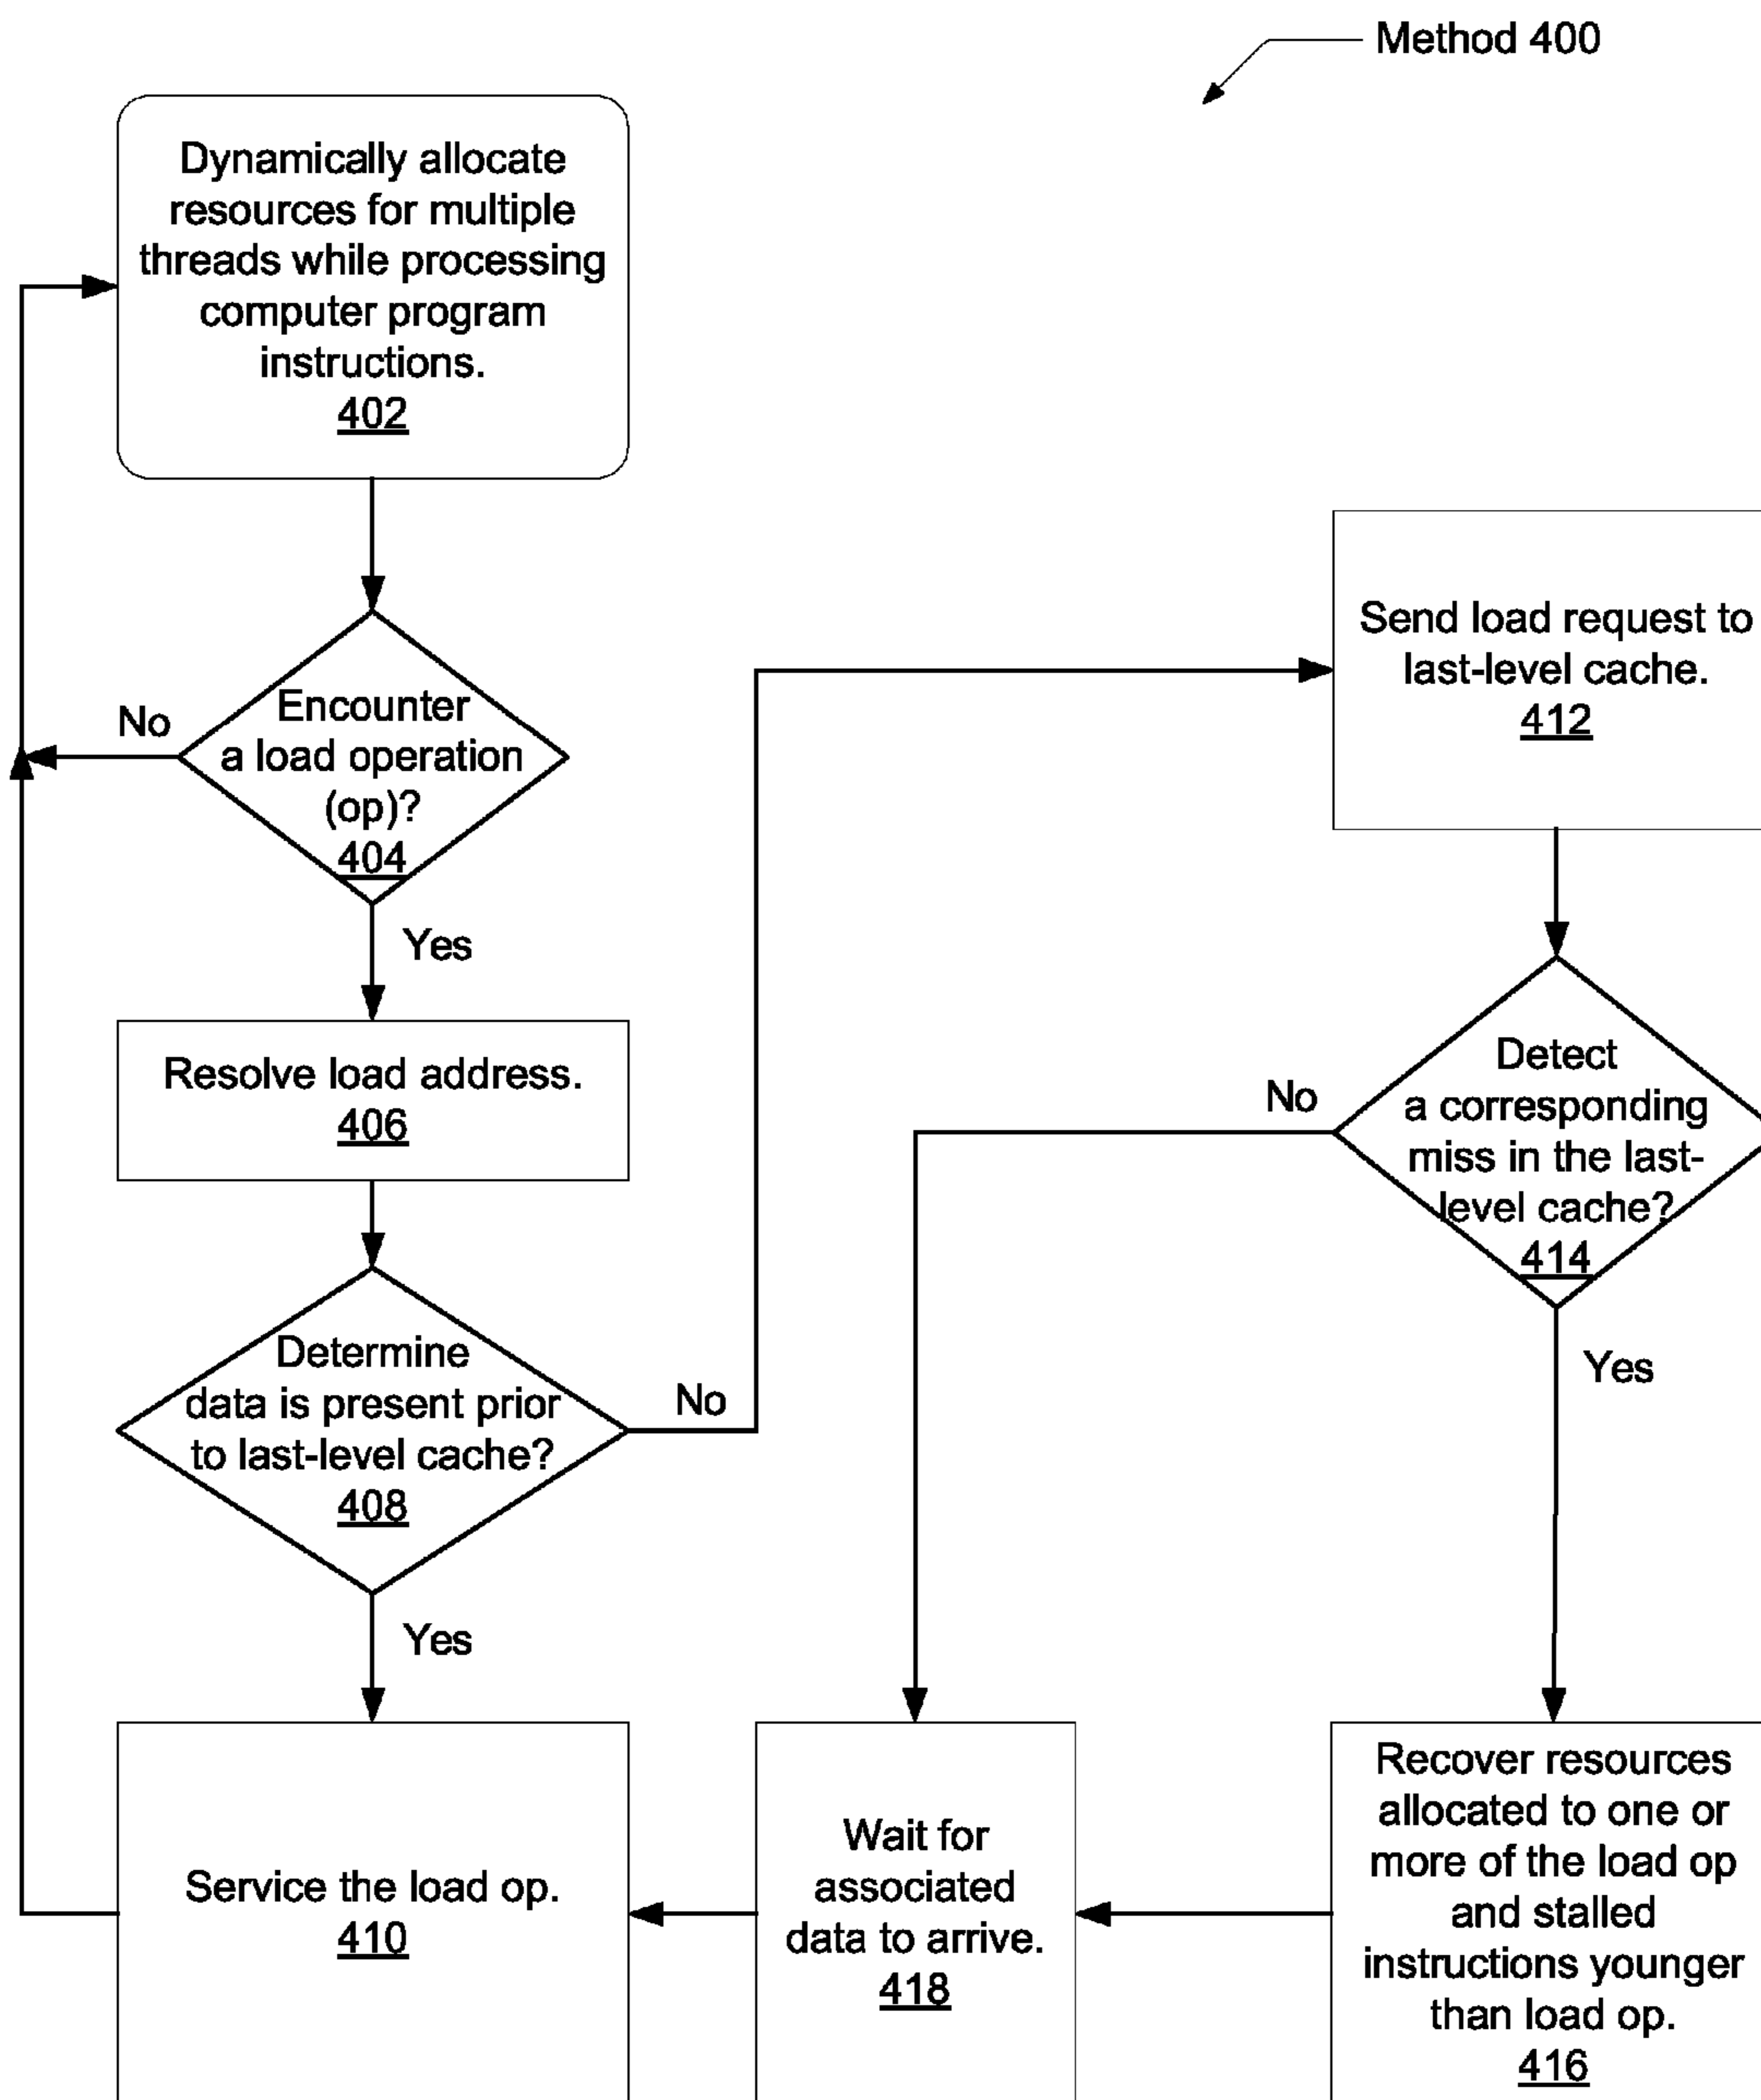 Method 400
Dynamically allocate
resources for multiple
threads while processing
computer program
instructions.
402
Encounter
a load operation
(op)?
404
No
Yes
Resolve load address.
406
Determine
data is present prior
to last-level cache?
408
No
Yes
Service the load op.
410
Send load request to
last-level cache.
412
Detect
a corresponding
miss in the last-
level cache?
414
No
Yes
Recover resources
allocated to one or
more of the load op
and stalled
instructions younger
than load op.
416
Wait for
associated
data to arrive.
418